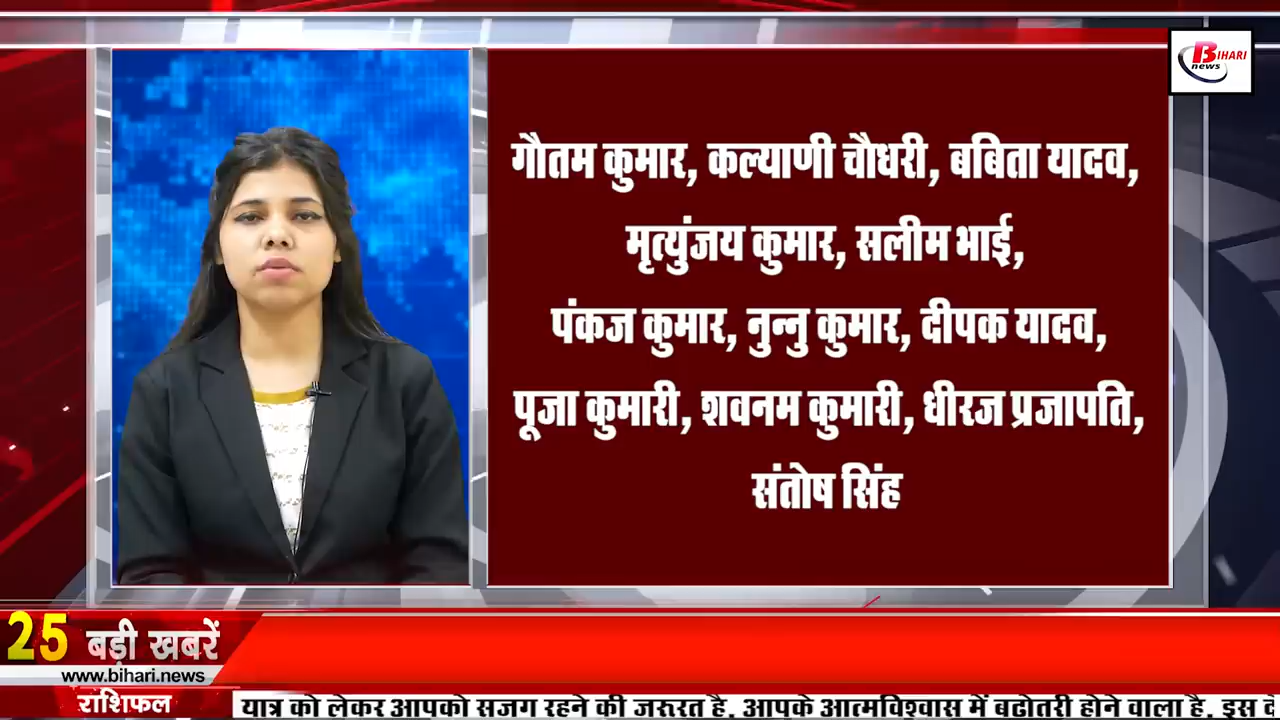 BIHARI
news
गौतम कुमार, कल्याणी चौधरी, बबिता यादव,
मृत्युंजय कुमार, सलीम भाई,
पंकज कुमार, नुन्नु कुमार, दीपक यादव,
पूजा कुमारी, शवनम कुमारी, धीरज प्रजापति,
संतोष सिंह
25 बड़ी खबरें
www.bihari.news
राशिफल यात्र को लेकर आपको सजग रहने की जरूरत है, आपके आत्मविश्वास में बढोतरी होने वाला है, इस